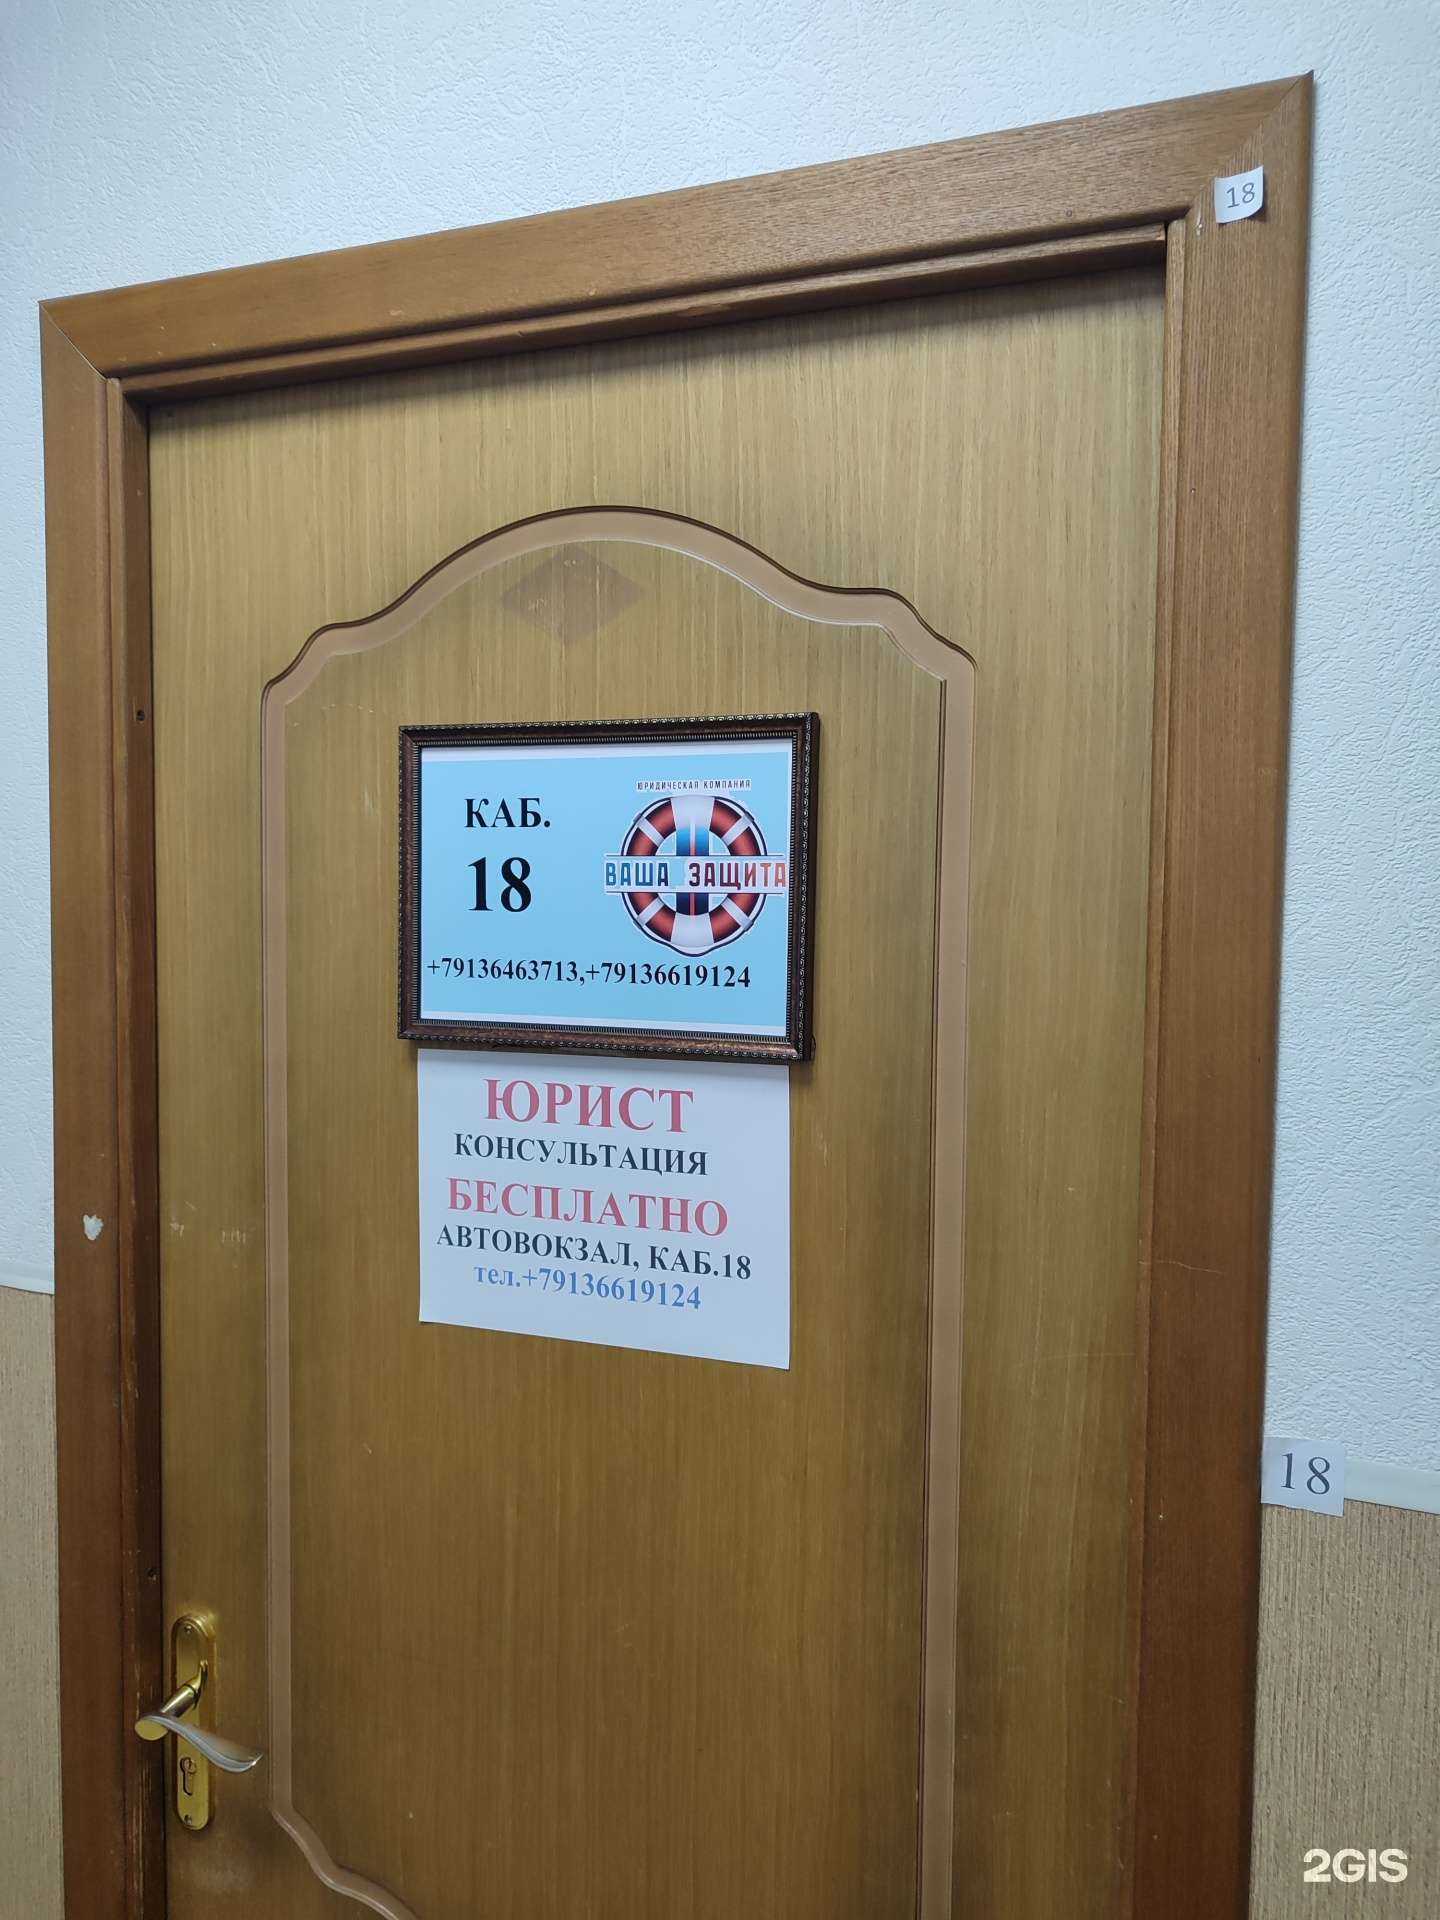 18
ЮРИДИЧЕСКАЯ КОМПАНИЯ
КАБ.
18
ВАША ЗАЩИТА
+79136463713,+79136619124
ЮРИСТ
КОНСУЛЬТАЦИЯ
БЕСПЛАТНО
АВТОВОКЗАЛ, КАБ.18
тел.+79136619124
18
2GIS